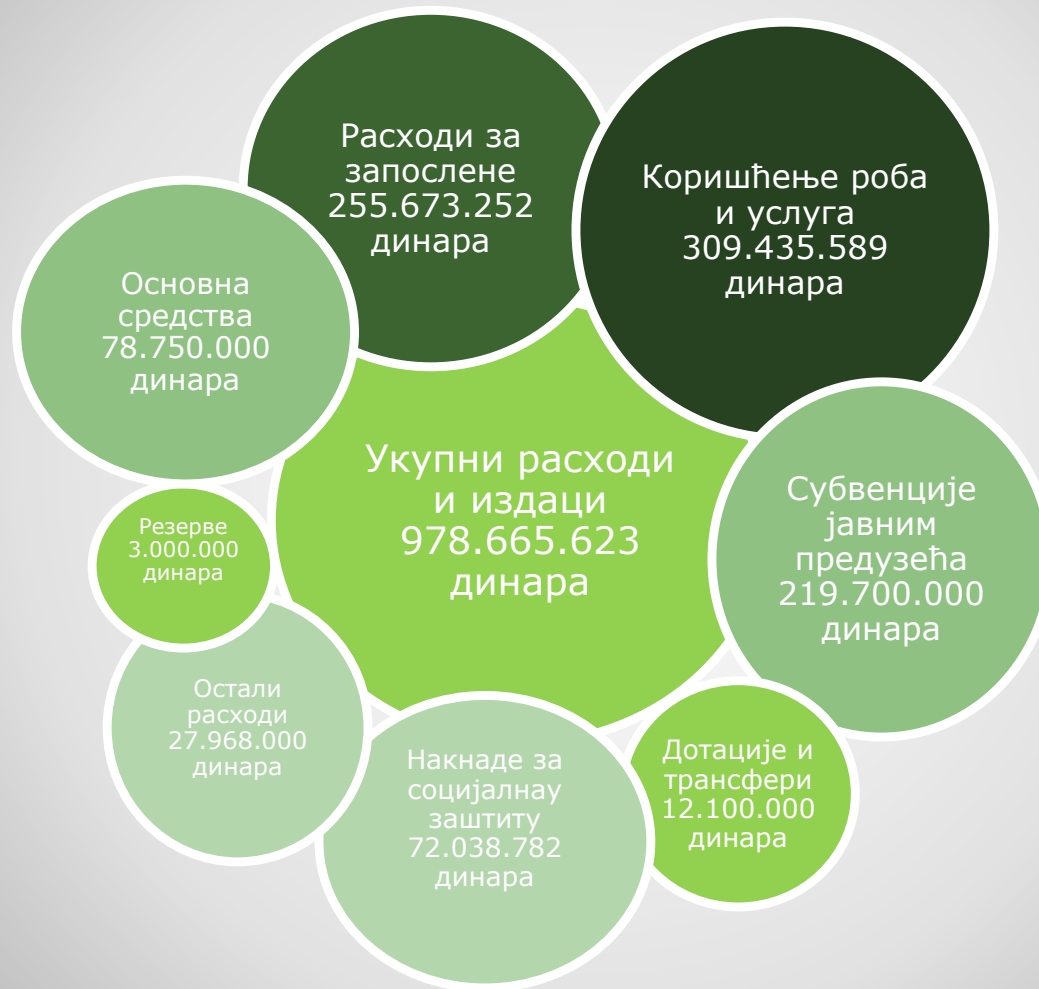 Расходи за
запослене
255.673.252
динара
Коришћење роба
и услуга
309.435.589
динара
Основна
средства
78.750.000
динара
Укупни расходи
и издаци
978.665.623
динара
Субвенције
јавним
предузећа
219.700.000
динара
Резерве
3.000.000
динара
Остали
расходи
27.968.000
динара
Накнаде за
социјалнау
заштиту
72.038.782
динара
Дотације и
трансфери
12.100.000
динара